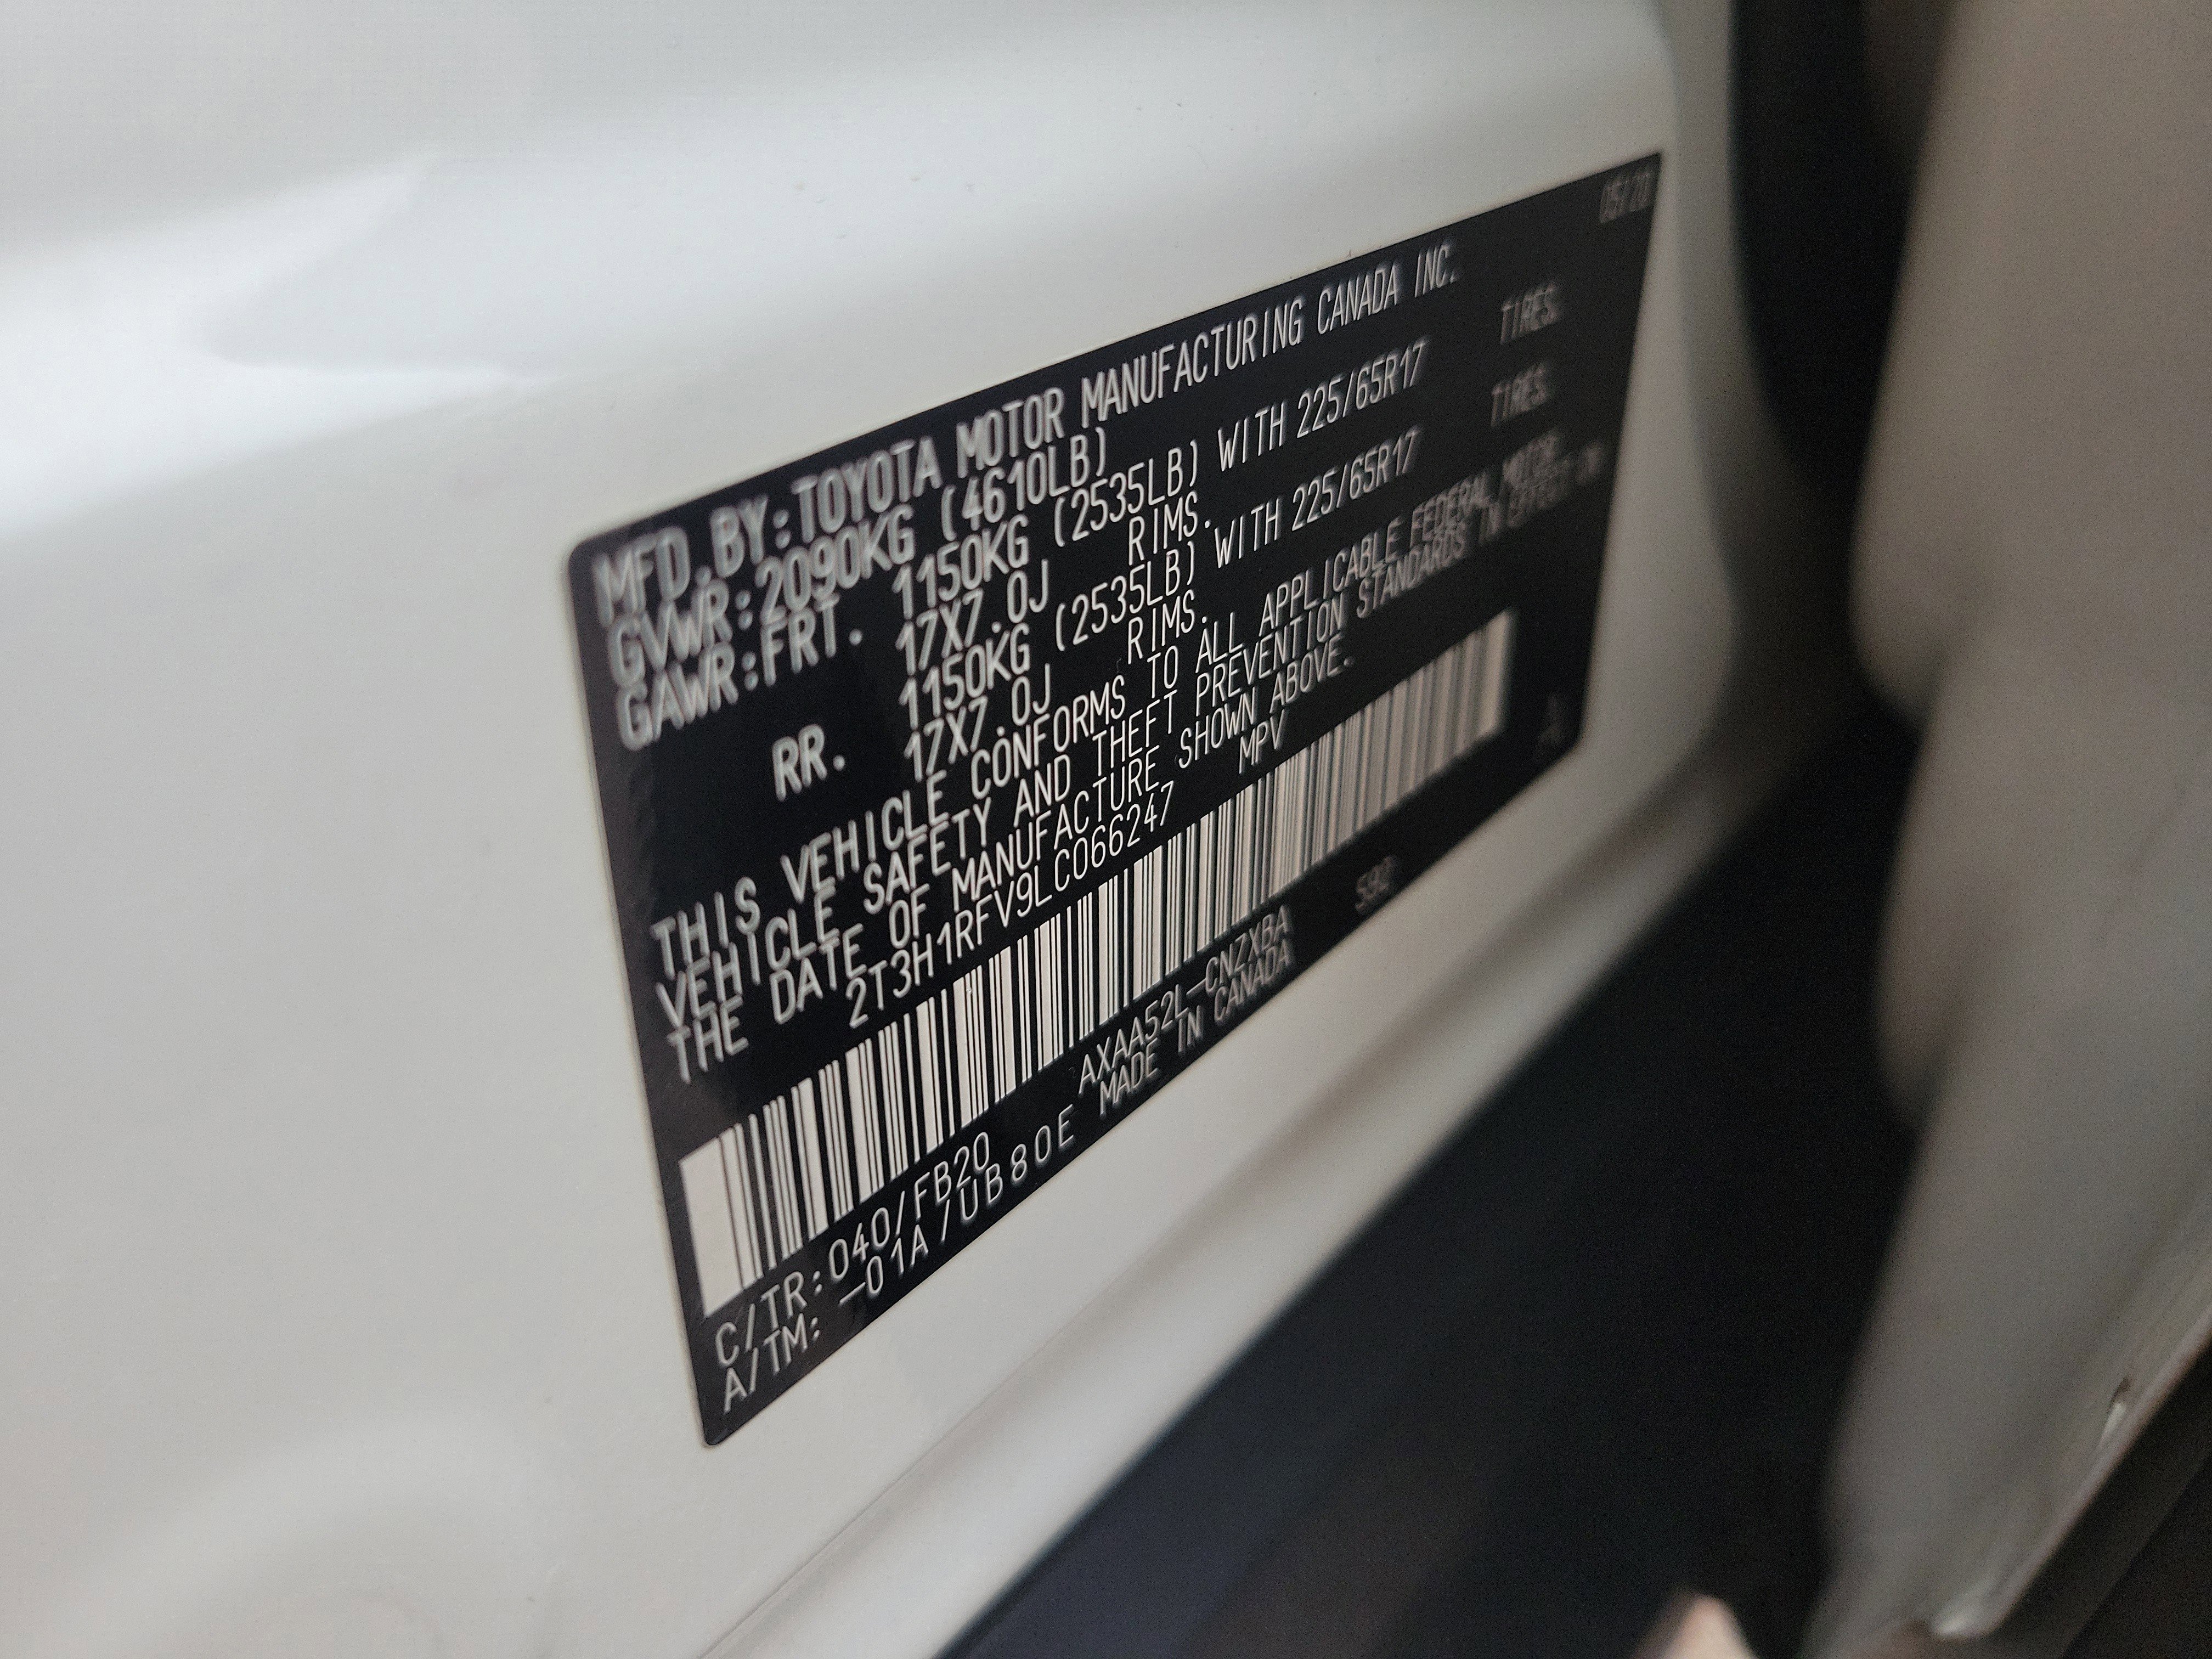 05/20
MFD.BY:TOYOTA MOTOR MANUFACTURING CANADA INC.
GVWR:2090KG (4610LB)
GAWR:FRT. 1150KG (2535LB) WITH 225/65R17 TIRES,
17X7.0J RIMS.
RR. 1150KG (2535LB) WITH 225/65R17 TIRES,
17X7.0J RIMS.
THIS VEHICLE CONFORMS TO ALL APPLICABLE FEDERAL MOTOR
VEHICLE SAFETY AND THEFT PREVENTION STANDARDS IN EFFECT ON
THE DATE OF MANUFACTURE SHOWN ABOVE.
2T3H1RFV9LC066247 MPV
A
C/TR:040/FB20 AXAA52L-CNZXBA
A/TM: -01A/UB80E MADE IN CANADA